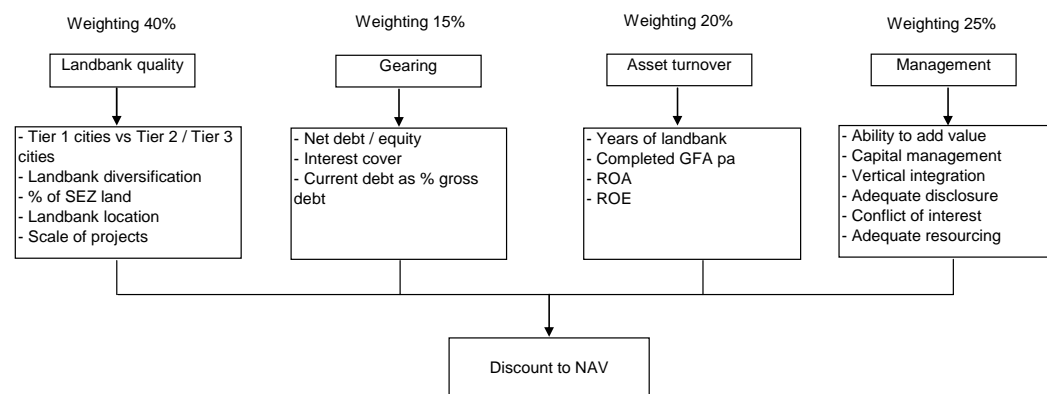 Weighting 40%
Weighting 15%
Weighting 20%
Weighting 25%
Landbank quality
Gearing
Asset turnover
Management
- Tier 1 cities vs Tier 2 / Tier 3
cities
- Landbank diversification
- % of SEZ land
- Landbank location
- Scale of projects
- Net debt / equity
- Interest cover
- Current debt as % gross
debt
- Years of landbank
- Completed GFA pa
- ROA
- ROE
- Ability to add value
- Capital management
- Vertical integration
- Adequate disclosure
- Conflict of interest
- Adequate resourcing
Discount to NAV